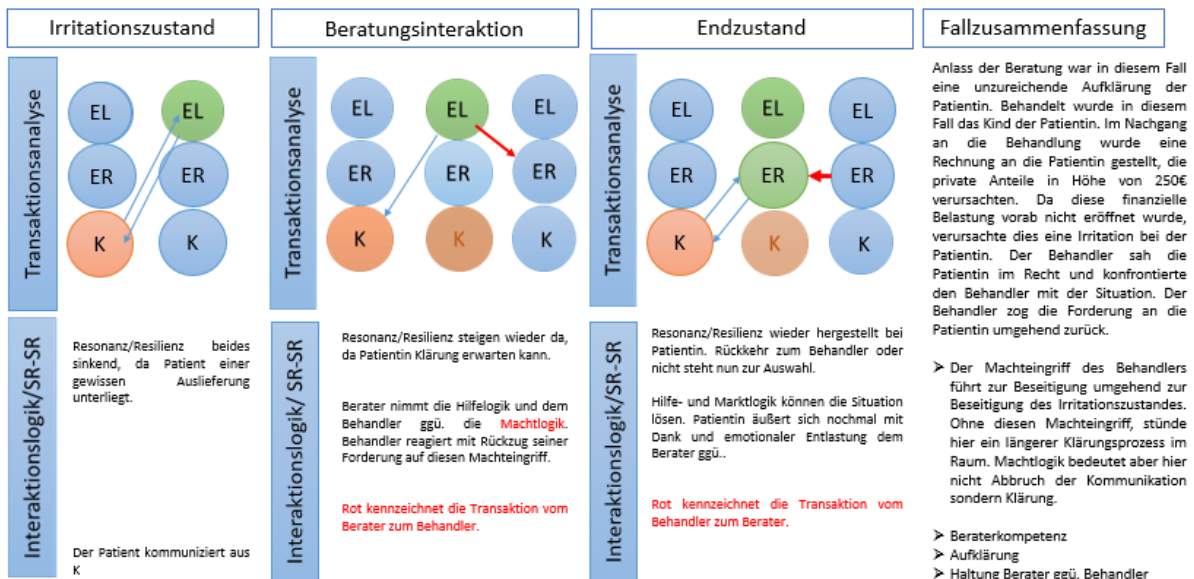 Irritationszustand
Beratungsinteraktion
Endzustand
Fallzusammenfassung
Transaktionsanalyse
EL
EL
ER
ER
K
K
Transaktionsanalyse
EL
EL
EL
ER
ER
ER
K
K
K
Transaktionsanalyse
EL
EL
EL
ER
ER
ER
K
K
K
Interaktionslogik/SR-SR
Resonanz/Resilienz beides
sinkend, da Patient einer
gewissen Auslieferung
unterliegt.
Der Patient kommuniziert aus
K
Interaktionslogik/ SR-SR
Resonanz/Resilienz steigen wieder da,
da Patientin Klärung erwarten kann.
Berater nimmt die Hilfelogik und dem
Behandler ggü. die Machtlogik.
Behandler reagiert mit Rückzug seiner
Forderung auf diesen Machteingriff.
Rot kennzeichnet die Transaktion vom
Berater zum Behandler.
Interaktionslogik/ SR-SR
Resonanz/Resilienz wieder hergestellt bei
Patientin. Rückkehr zum Behandler oder
nicht steht nun zur Auswahl.
Hilfe- und Marktlogik können die Situation
lösen. Patientin äußert sich nochmal mit
Dank und emotionaler Entlastung dem
Berater ggü..
Rot kennzeichnet die Transaktion vom
Behandler zum Berater.
Anlass der Beratung war in diesem Fall
eine unzureichende Aufklärung der
Patientin. Behandelt wurde in diesem
Fall das Kind der Patientin. Im Nachgang
an die Behandlung wurde eine
Rechnung an die Patientin gestellt, die
private Anteile in Höhe von 250€
verursachten. Da diese finanzielle
Belastung vorab nicht eröffnet wurde,
verursachte dies eine Irritation bei der
Patientin. Der Behandler sah die
Patientin im Recht und konfrontierte
den Behandler mit der Situation. Der
Behandler zog die Forderung an die
Patientin umgehend zurück.
➢ Der Machteingriff des Behandlers
führt zur Beseitigung umgehend zur
Beseitigung des Irritationszustandes.
Ohne diesen Machteingriff, stünde
hier ein längerer Klärungsprozess im
Raum. Machtlogik bedeutet aber hier
nicht Abbruch der Kommunikation
sondern Klärung.
➢ Beraterkompetenz
➢ Aufklärung
➢ Haltung Berater ggü. Behandler